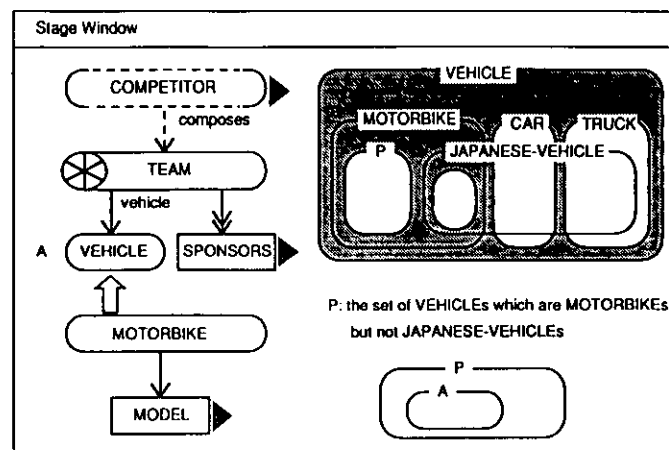 Stage Window
COMPETITOR
composes
TEAM
vehicle
A
VEHICLE
SPONSORS
MOTORBIKE
MODEL
VEHICLE
MOTORBIKE
CAR
TRUCK
P
JAPANESE-VEHICLE
P: the set of VEHICLEs which are MOTORBIKEs
but not JAPANESE-VEHICLEs
P
A